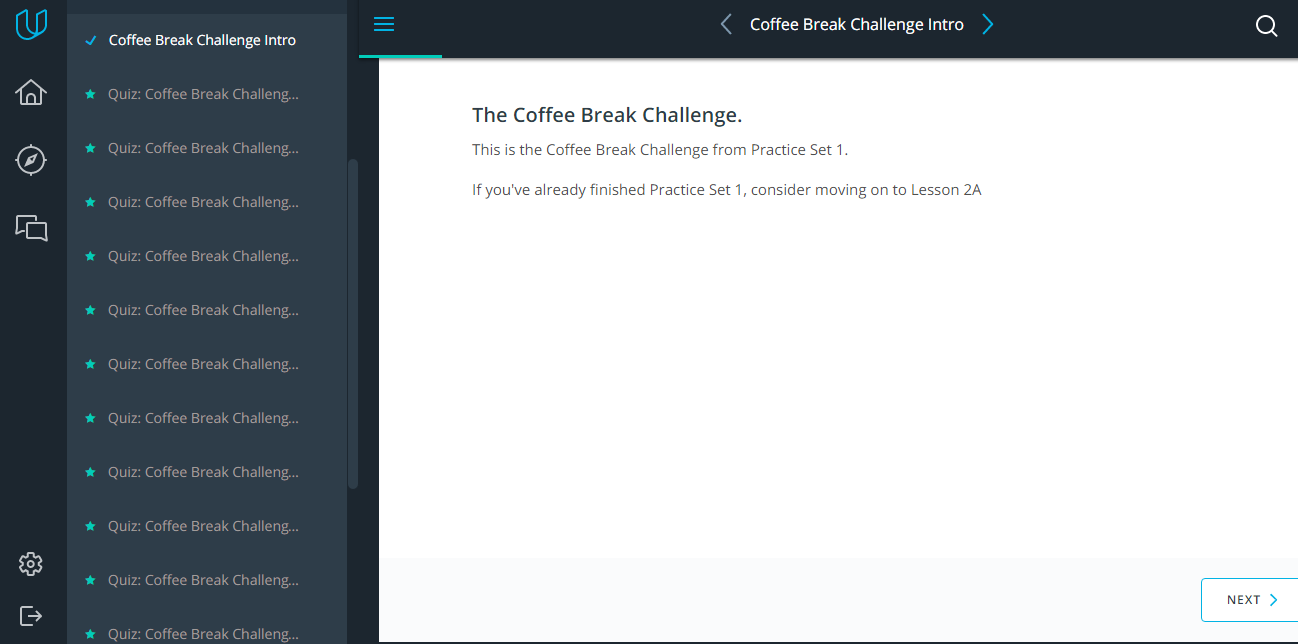 Coffee Break Challenge Intro
Quiz: Coffee Break Challeng...
Quiz: Coffee Break Challeng...
Quiz: Coffee Break Challeng...
Quiz: Coffee Break Challeng...
Quiz: Coffee Break Challeng...
Quiz: Coffee Break Challeng...
Quiz: Coffee Break Challeng...
Quiz: Coffee Break Challeng...
Quiz: Coffee Break Challeng...
Quiz: Coffee Break Challeng...
Quiz: Coffee Break Challeng...
Coffee Break Challenge Intro
The Coffee Break Challenge.
This is the Coffee Break Challenge from Practice Set 1.
If you've already finished Practice Set 1, consider moving on to Lesson 2A
NEXT